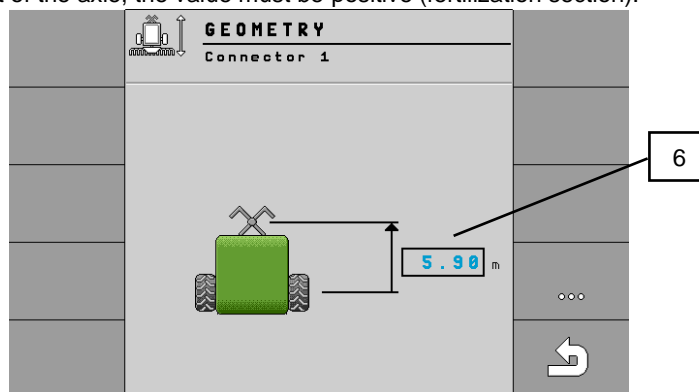 of the axle, the value must be positive (fertilization section).
GEOMETRY
Connector 1
6
5.90 m